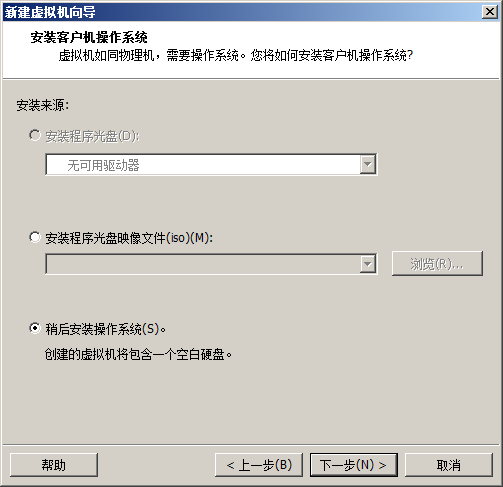 新建虚拟机向导
安装客户机操作系统
虚拟机如同物理机，需要操作系统。您将如何安装客户机操作系统?
安装来源:
安装程序光盘(D):
无可用驱动器
安装程序光盘映像文件(iso)(M):
浏览(R)...
稍后安装操作系统(S)。
创建的虚拟机将包含一个空白硬盘。
帮助
< 上一步(B)
下一步(N) >
取消